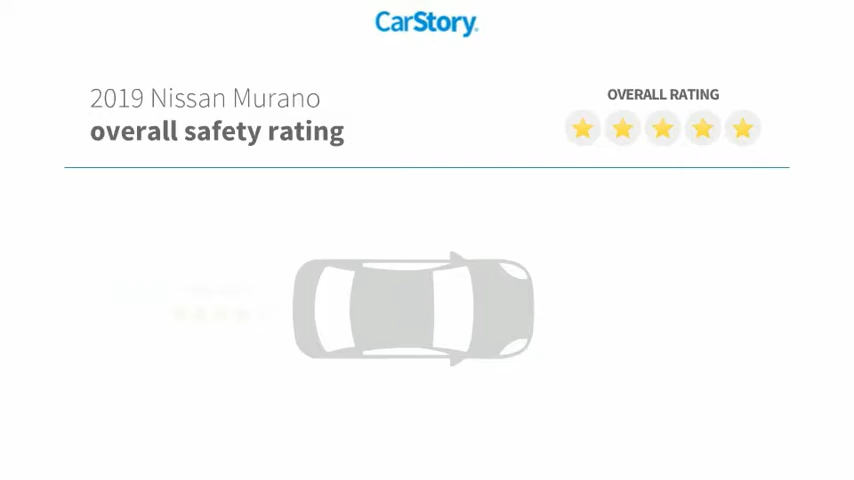 CarStory
2019 Nissan Murano
overall safety rating
OVERALL RATING